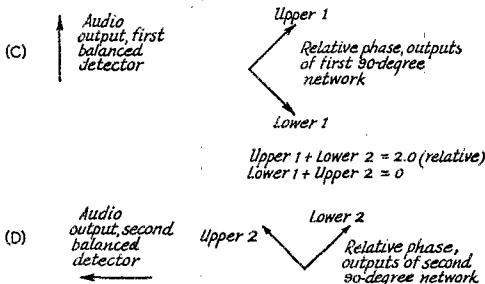 (C)
Audio
output, first
balanced
detector
Upper 1
Relative phase, outputs
of first 90-degree
network
Lower 1
Upper 1 + Lower 2 = 2.0 (relative)
Lower 1 + Upper 2 = 0
(D)
Audio
output, second
balanced
detector
Upper 2
Lower 2
Relative phase,
outputs of second
90-degree network